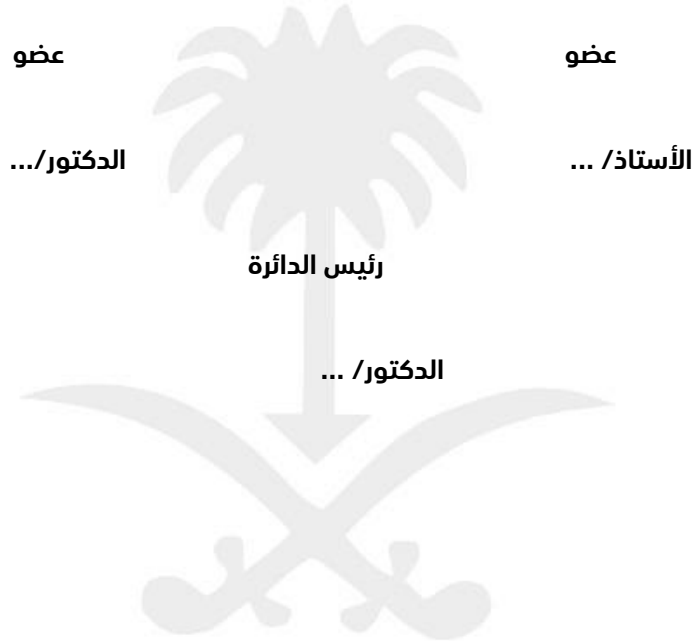 عضو
عضو
الأستاذ/ ...
الدكتور/...
رئيس الدائرة
الدكتور/ ...